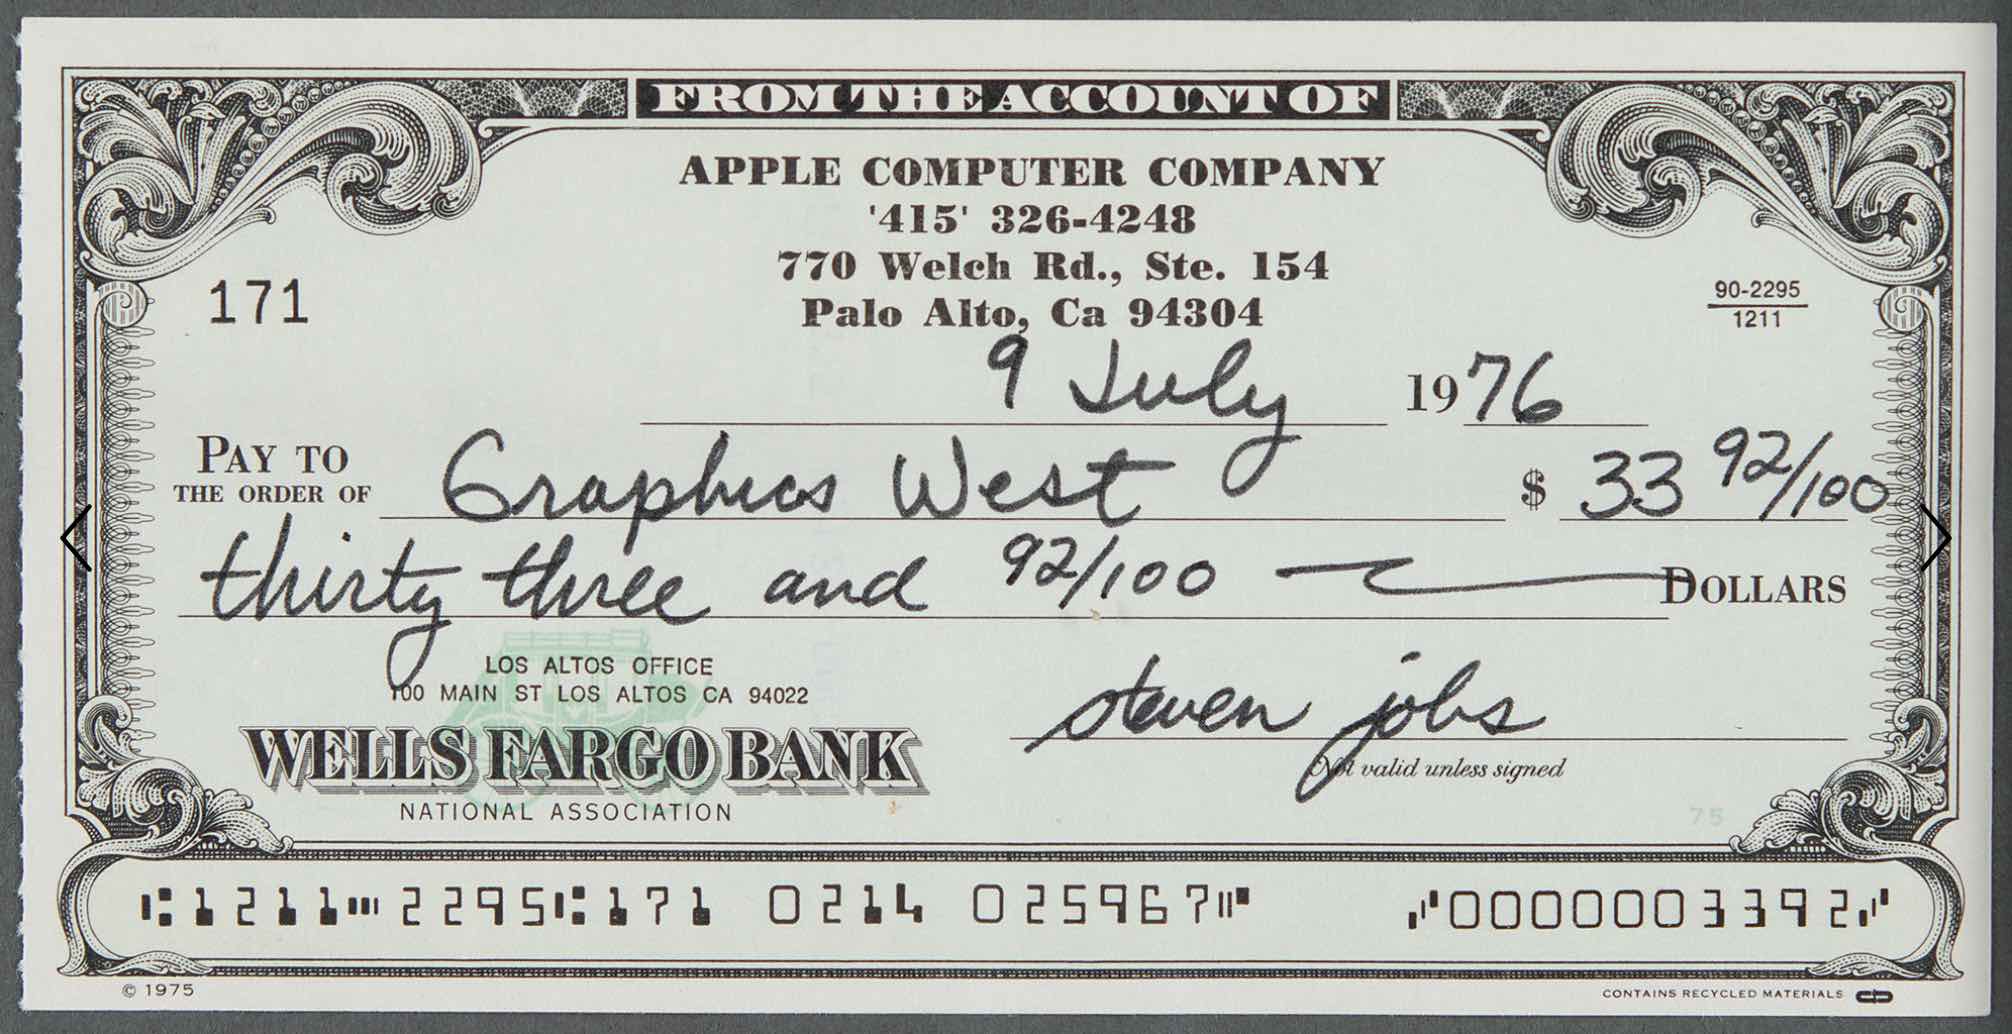 FROM THE ACCOUNT OF
APPLE COMPUTER COMPANY
'415' 326-4248
770 Welch Rd., Ste. 154
Palo Alto, Ca 94304
171
90-2295
1211
9 July 1976
PAY TO
THE ORDER OF Graphics West $ 33 92/100
thirty three and 92/100 DOLLARS
LOS ALTOS OFFICE
100 MAIN ST LOS ALTOS CA 94022
WELLS FARGO BANK
NATIONAL ASSOCIATION
steven jobs
Not valid unless signed
75
⑆1211⑉2295⑆171 0214 025967⑈ ⑇0000003392⑇
© 1975
CONTAINS RECYCLED MATERIALS